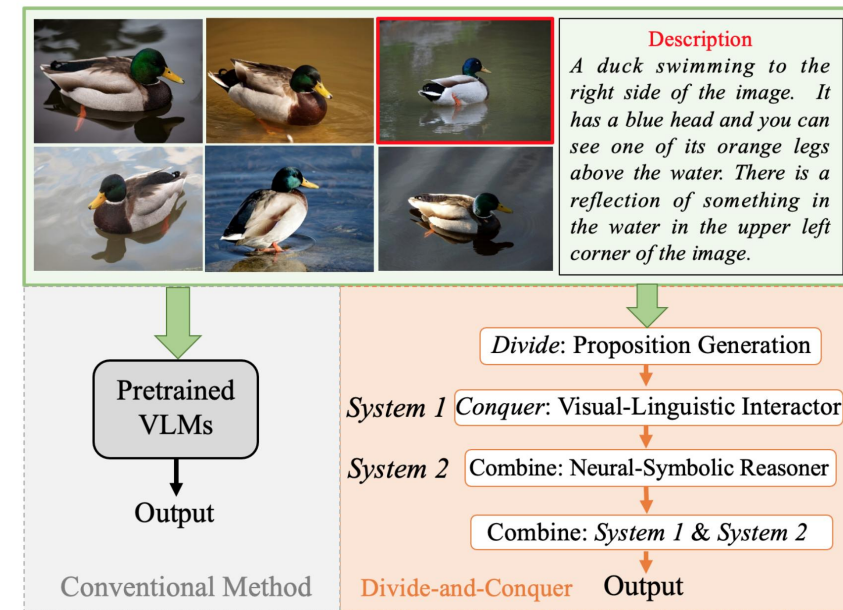 Description
A duck swimming to the
right side of the image. It
has a blue head and you can
see one of its orange legs
above the water. There is a
reflection of something in
the water in the upper left
corner of the image.
Pretrained
VLMs
Output
Conventional Method
Divide: Proposition Generation
System 1 Conquer: Visual-Linguistic Interactor
System 2 Combine: Neural-Symbolic Reasoner
Combine: System 1 & System 2
Divide-and-Conquer Output